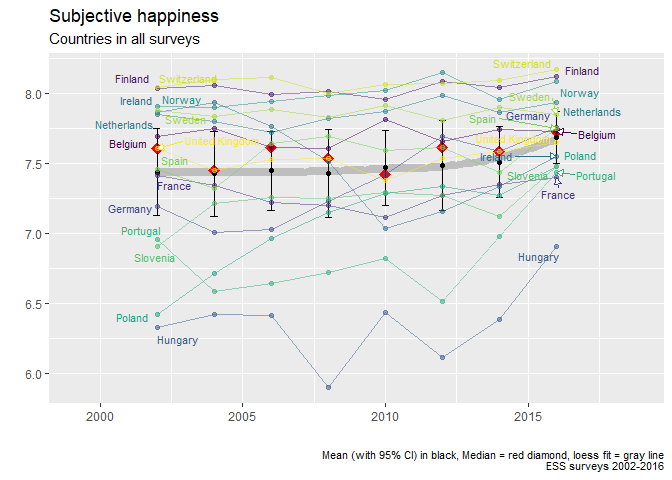 Subjective happiness
Countries in all surveys
Switzerland
Finland
Finland
Switzerland
8.0
Ireland
Norway
Norway
Sweden
Netherlands
Sweden
Netherlands
Germany
Spain
Belgium
United Kingdom
United Kingdom
Belgium
7.5
Spain
Ireland
Poland
France
Slovenia
Portugal
France
Germany
7.0
Portugal
Slovenia
Hungary
6.5
Poland
Hungary
6.0
2000
2005
2010
2015
Mean (with 95% CI) in black, Median = red diamond, loess fit = gray line
ESS surveys 2002-2016